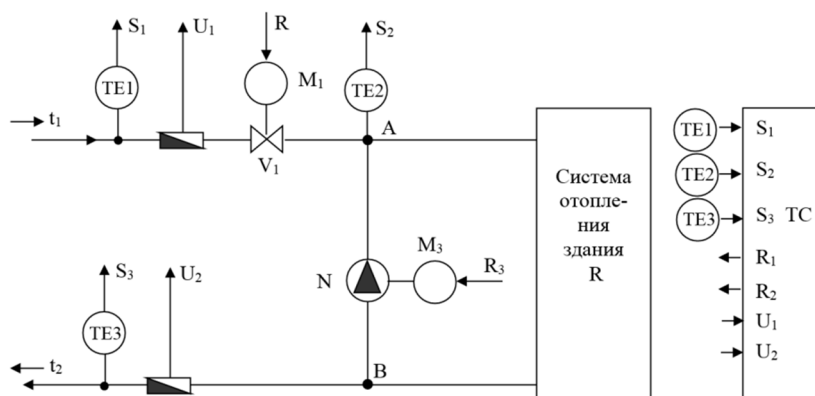 S₁
U₁
R
S₂
TE1
M₁
TE2
t₁
A
V₁
Система
отопле-
ния
здания
R
TE1
S₁
TE2
S₂
TE3
S₃ TC
S₃
U₂
M₃
R₃
N
R₁
R₂
TE3
U₁
t₂
B
U₂